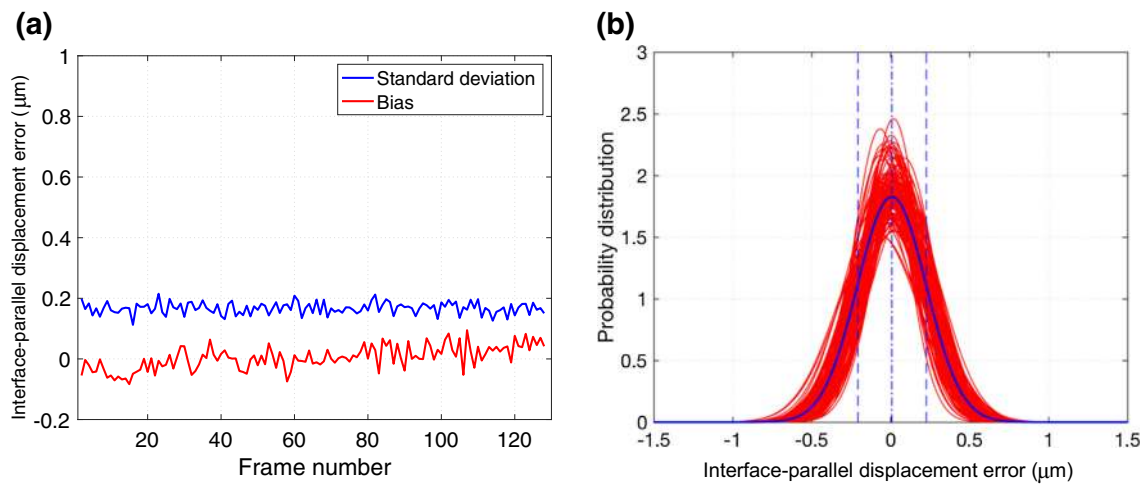 (a)
Interface-parallel displacement error (μm)
1
0.8
0.6
0.4
0.2
0
-0.2
Standard deviation
Bias
20 40 60 80 100 120
Frame number
(b)
Probability distribution
3
2.5
2
1.5
1
0.5
0
-1.5 -1 -0.5 0 0.5 1 1.5
Interface-parallel displacement error (μm)